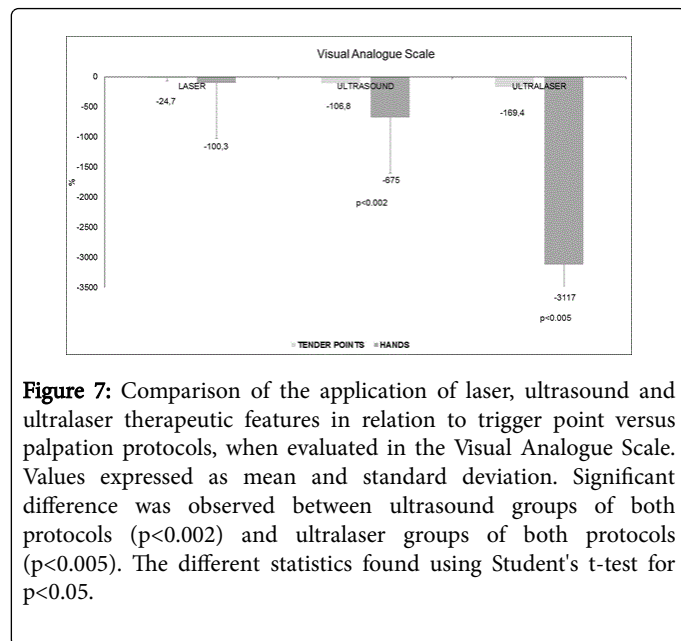 Visual Analogue Scale
0
-500
-1000
-1500
-2000
-2500
-3000
-3500
%
LASER
ULTRASOUND
ULTRALASER
-24,7
-100,3
-106,8
-675
p<0.002
-169,4
-3117
p<0.005
TENDER POINTS HANDS
Figure 7: Comparison of the application of laser, ultrasound and
ultralaser therapeutic features in relation to trigger point versus
palpation protocols, when evaluated in the Visual Analogue Scale.
Values expressed as mean and standard deviation. Significant
difference was observed between ultrasound groups of both
protocols (p<0.002) and ultralaser groups of both protocols
(p<0.005). The different statistics found using Student's t-test for
p<0.05.